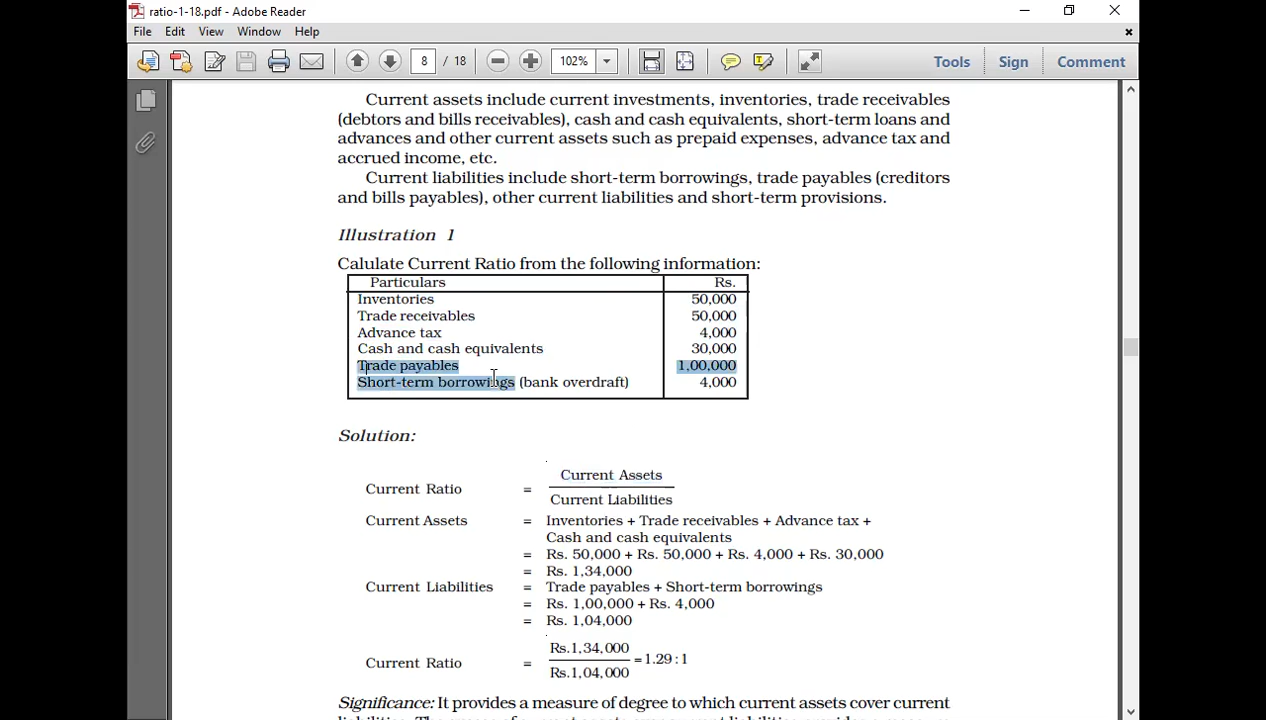 ratio-1-18.pdf - Adobe Reader
File Edit View Window Help
8 / 18 102% Tools Sign Comment
Current assets include current investments, inventories, trade receivables
(debtors and bills receivables), cash and cash equivalents, short-term loans and
advances and other current assets such as prepaid expenses, advance tax and
accrued income, etc.
Current liabilities include short-term borrowings, trade payables (creditors
and bills payables), other current liabilities and short-term provisions.
Illustration 1
Calulate Current Ratio from the following information:
Particulars Rs.
Inventories 50,000
Trade receivables 50,000
Advance tax 4,000
Cash and cash equivalents 30,000
Trade payables 1,00,000
Short-term borrowings (bank overdraft) 4,000
Solution:
Current Ratio = Current Assets
Current Liabilities
Current Assets = Inventories + Trade receivables + Advance tax +
Cash and cash equivalents
= Rs. 50,000 + Rs. 50,000 + Rs. 4,000 + Rs. 30,000
= Rs. 1,34,000
Current Liabilities = Trade payables + Short-term borrowings
= Rs. 1,00,000 + Rs. 4,000
= Rs. 1,04,000
Current Ratio = Rs.1,34,000
Rs.1,04,000 = 1.29 : 1
Significance: It provides a measure of degree to which current assets cover current